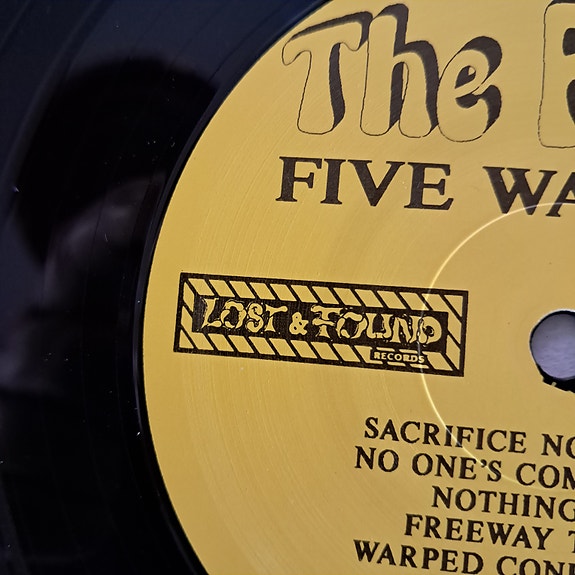 The
FIVE WA
LOST & FOUND
RECORDS
SACRIFICE NO
NO ONE'S COM
NOTHING
FREEWAY T
WARPED CON